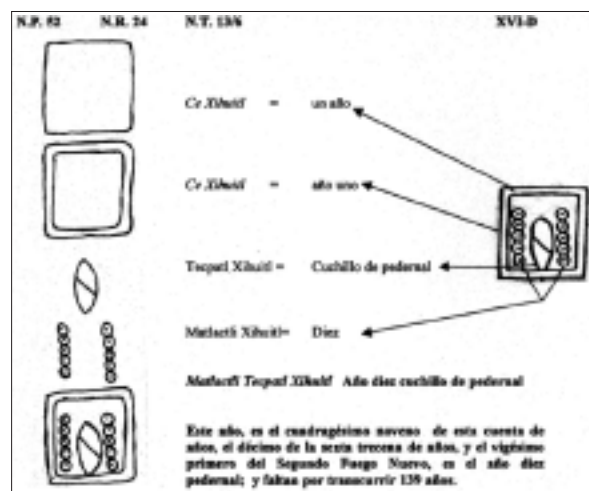 N.P. 52 N.R. 24 N.T. 13/6 XVI-D
Ce Xihuitl = un año
Ce Xihuitl = año uno
Tecpatl Xihuitl = Cuchillo de pedernal
Matlactli Xihuitl= Diez
Matlactli Tecpatl Xihuitl Año diez cuchillo de pedernal
Este año, es el cuadragésimo noveno de esta cuenta de
años, el décimo de la sexta trecena de años, y el vigésimo
primero del Segundo Fuego Nuevo, es el año diez
pedernal; y faltan por transcurrir 139 años.